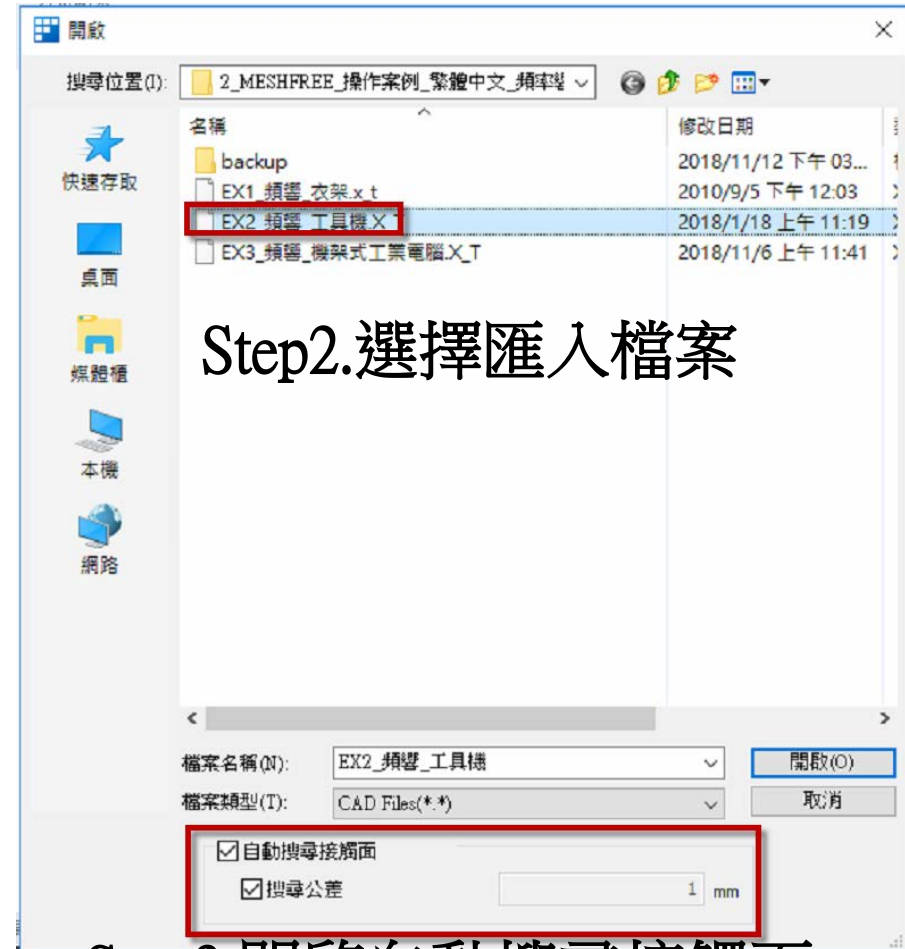 開啟
搜尋位置(I):
2_MESHFREE_操作案例_繁體中文_頻率
名稱
修改日期
快速存取
桌面
媒體櫃
本機
網路
backup
2018/11/12 下午 03...
EX1_頻響_衣架.x_t
2010/9/5 下午 12:03
EX2_頻響_工具機.X_T
2018/1/18 上午 11:19
EX3_頻響_機架式工業電腦.X_T
2018/11/6 上午 11:41
Step2.選擇匯入檔案
檔案名稱(N):
EX2_頻響_工具機
開啟(O)
檔案類型(T):
CAD Files(*.*)
取消
自動搜尋接觸面
搜尋公差
1 mm